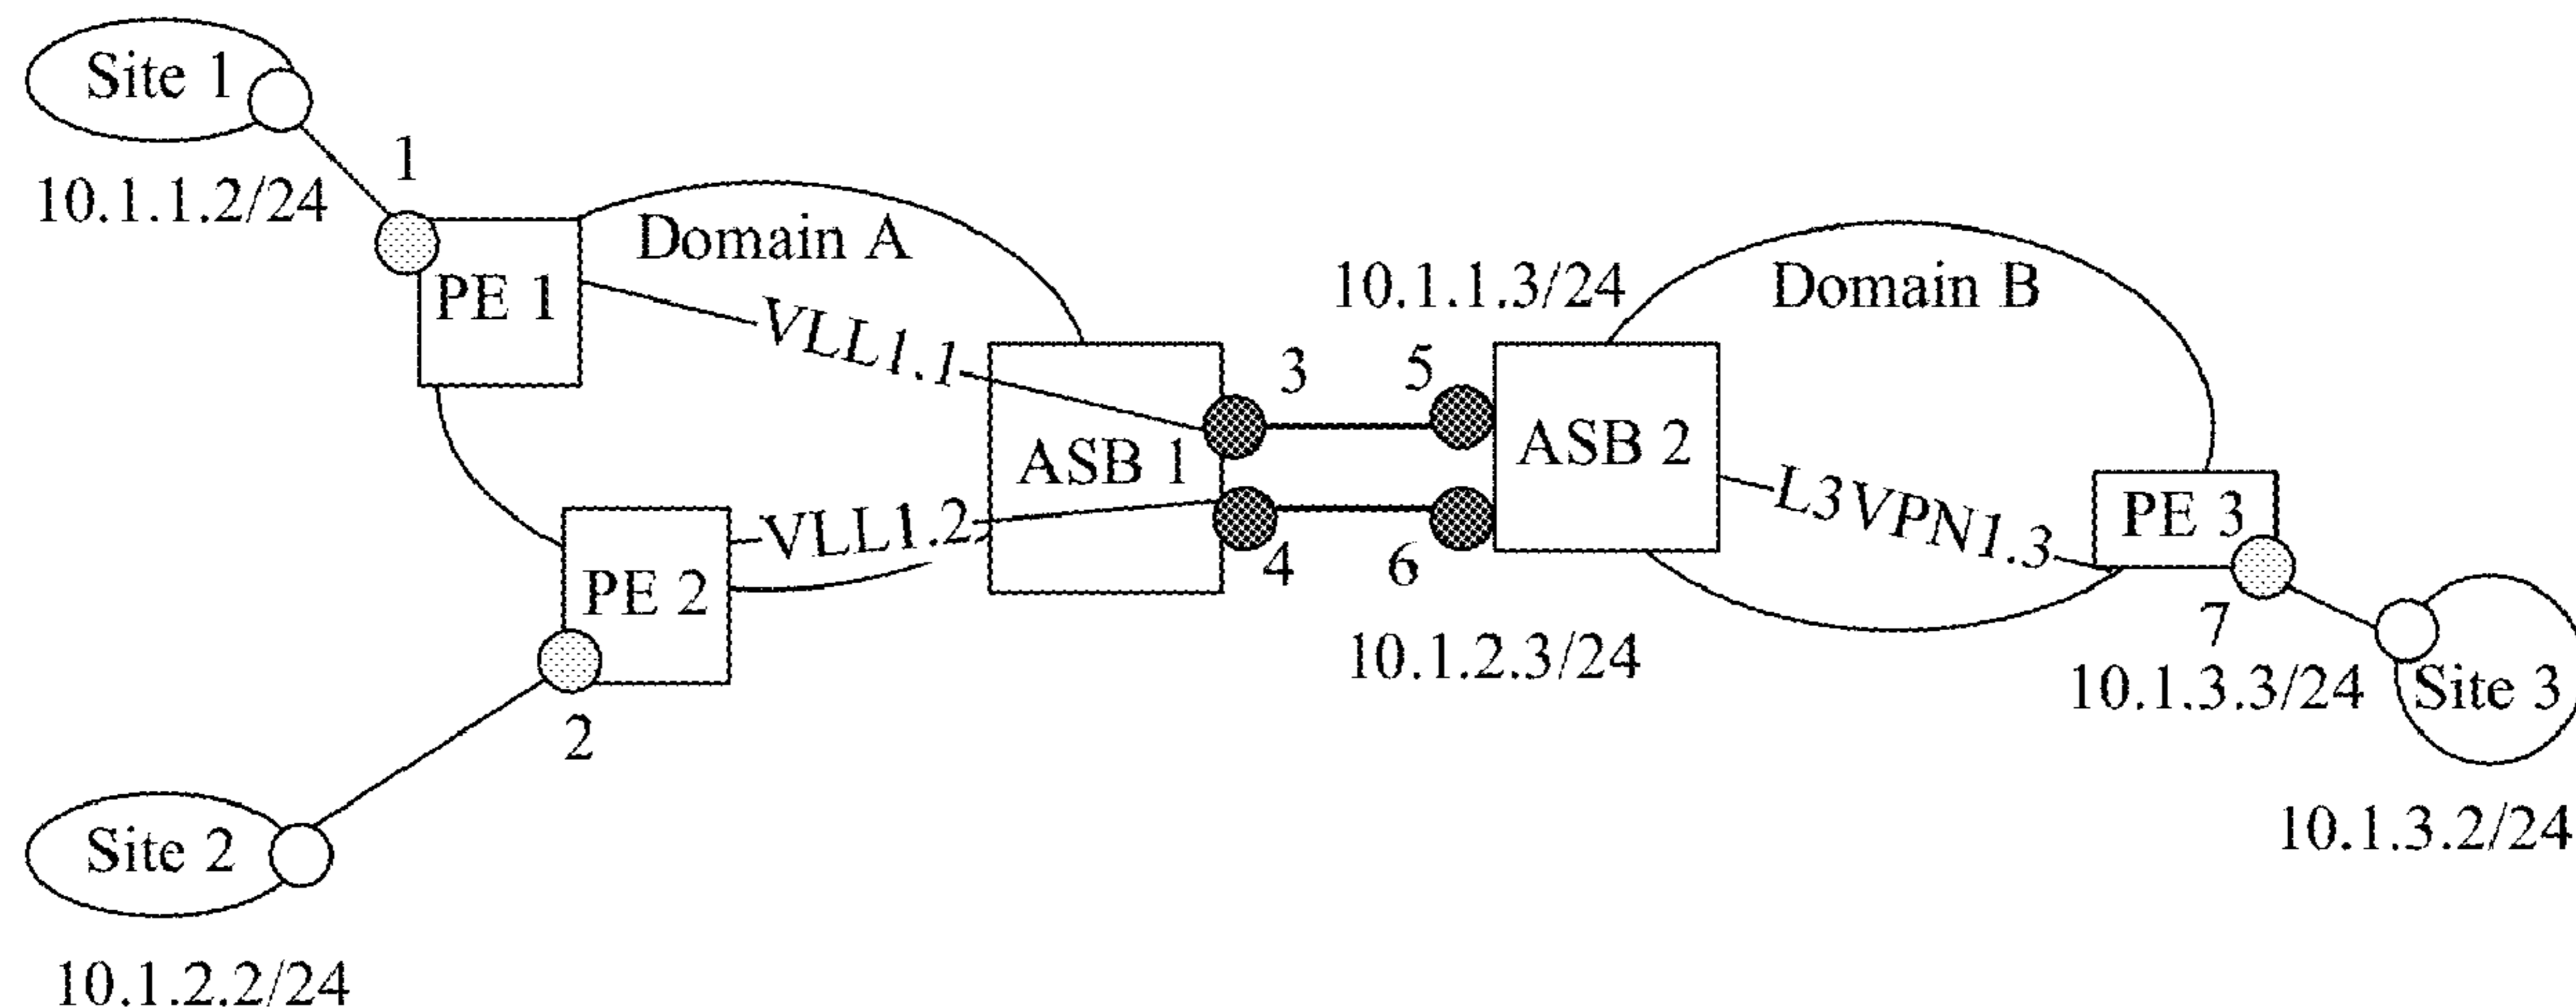 Site 1
10.1.1.2/24
1
PE 1
Domain A
VLL1.1
ASB 1
3
5
10.1.1.3/24
Domain B
ASB 2
L3VPN1.3
PE 3
VLL1.2
4
6
10.1.2.3/24
PE 2
2
7
10.1.3.3/24
Site 3
10.1.3.2/24
Site 2
10.1.2.2/24